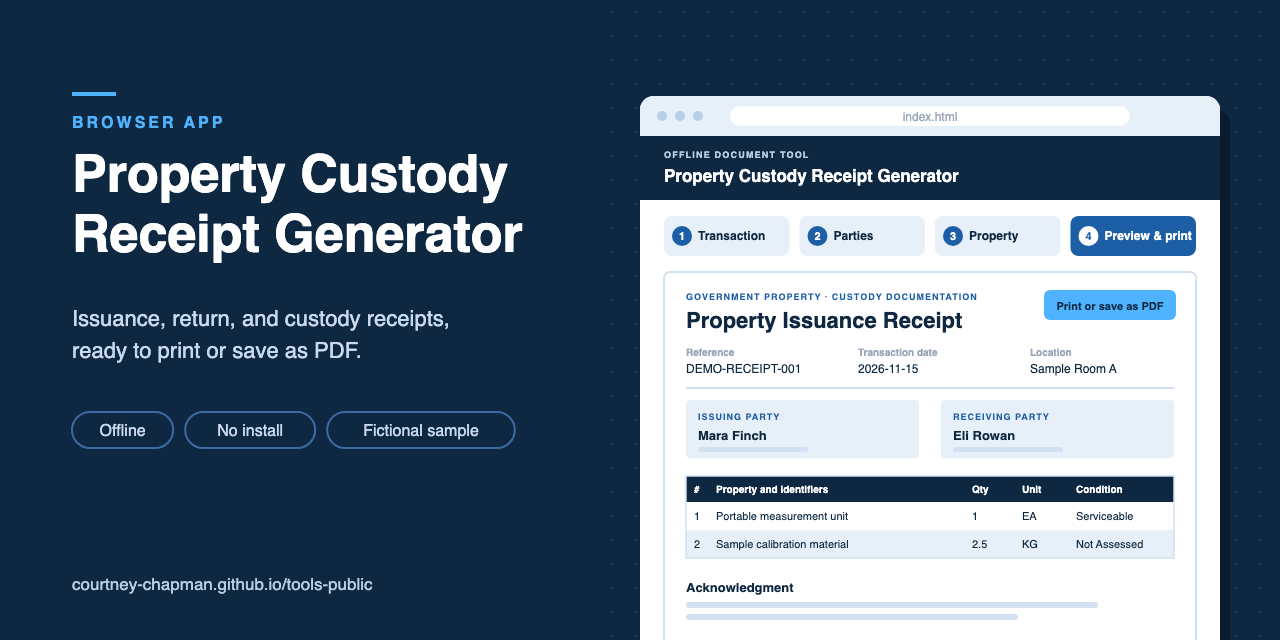 BROWSER APP
Property Custody
Receipt Generator
Issuance, return, and custody receipts,
ready to print or save as PDF.
Offline
No install
Fictional sample
courtney-chapman.github.io/tools-public
index.html
OFFLINE DOCUMENT TOOL
Property Custody Receipt Generator
1 Transaction
2 Parties
3 Property
4 Preview & print
GOVERNMENT PROPERTY · CUSTODY DOCUMENTATION
Property Issuance Receipt
Print or save as PDF
Reference Transaction date Location
DEMO-RECEIPT-001 2026-11-15 Sample Room A
ISSUING PARTY
Mara Finch
RECEIVING PARTY
Eli Rowan
# Property and identifiers Qty Unit Condition
1 Portable measurement unit 1 EA Serviceable
2 Sample calibration material 2.5 KG Not Assessed
Acknowledgment